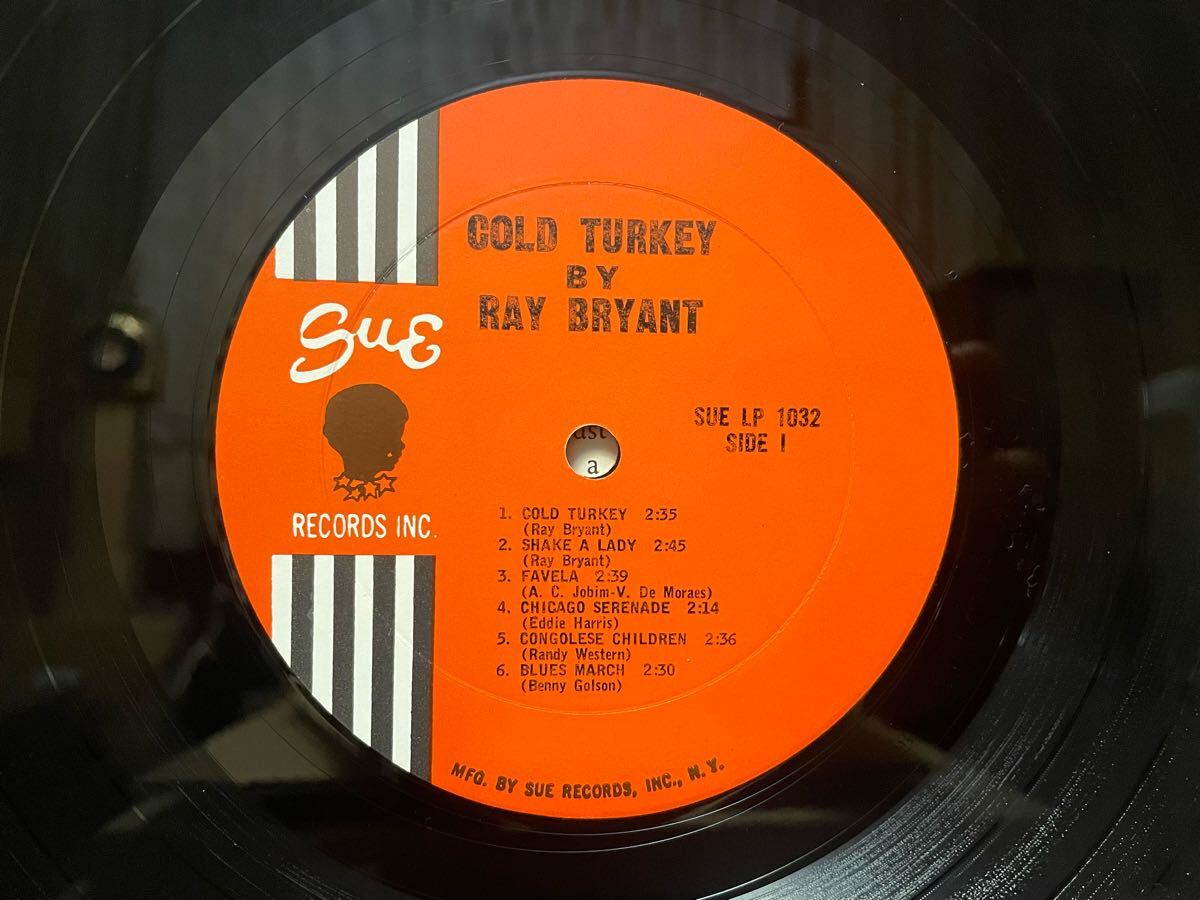 COLD TURKEY
BY
RAY BRYANT
SuE
RECORDS INC.
SUE LP 1032
SIDE I
1. COLD TURKEY 2:35
(Ray Bryant)
2. SHAKE A LADY 2:45
(Ray Bryant)
3. FAVELA 2:39
(A. C. Jobim-V. De Moraes)
4. CHICAGO SERENADE 2:14
(Eddie Harris)
5. CONGOLESE CHILDREN 2:36
(Randy Western)
6. BLUES MARCH 2:30
(Benny Golson)
MFG. BY SUE RECORDS, INC., N. Y.
a